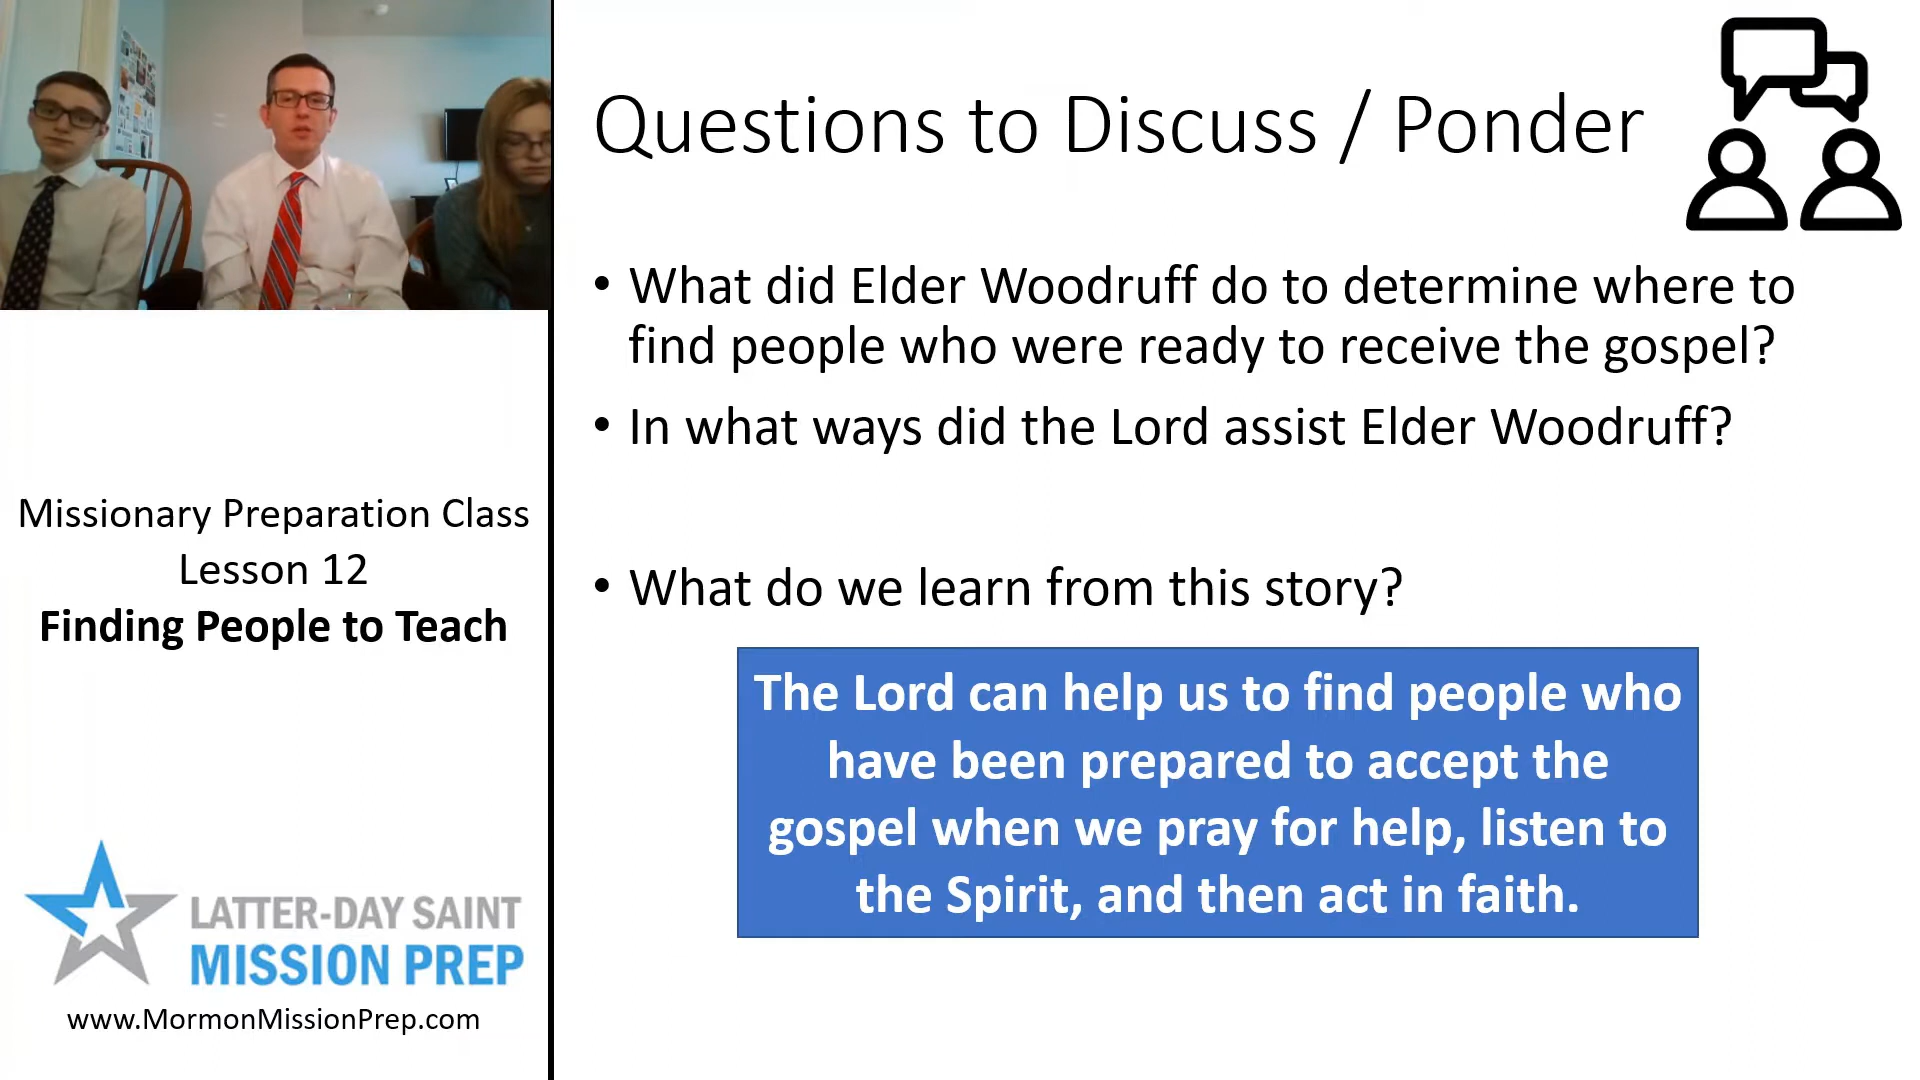 Questions to Discuss / Ponder
• What did Elder Woodruff do to determine where to
find people who were ready to receive the gospel?
• In what ways did the Lord assist Elder Woodruff?
• What do we learn from this story?
The Lord can help us to find people who
have been prepared to accept the
gospel when we pray for help, listen to
the Spirit, and then act in faith.
Missionary Preparation Class
Lesson 12
Finding People to Teach
LATTER-DAY SAINT
MISSION PREP
www.MormonMissionPrep.com